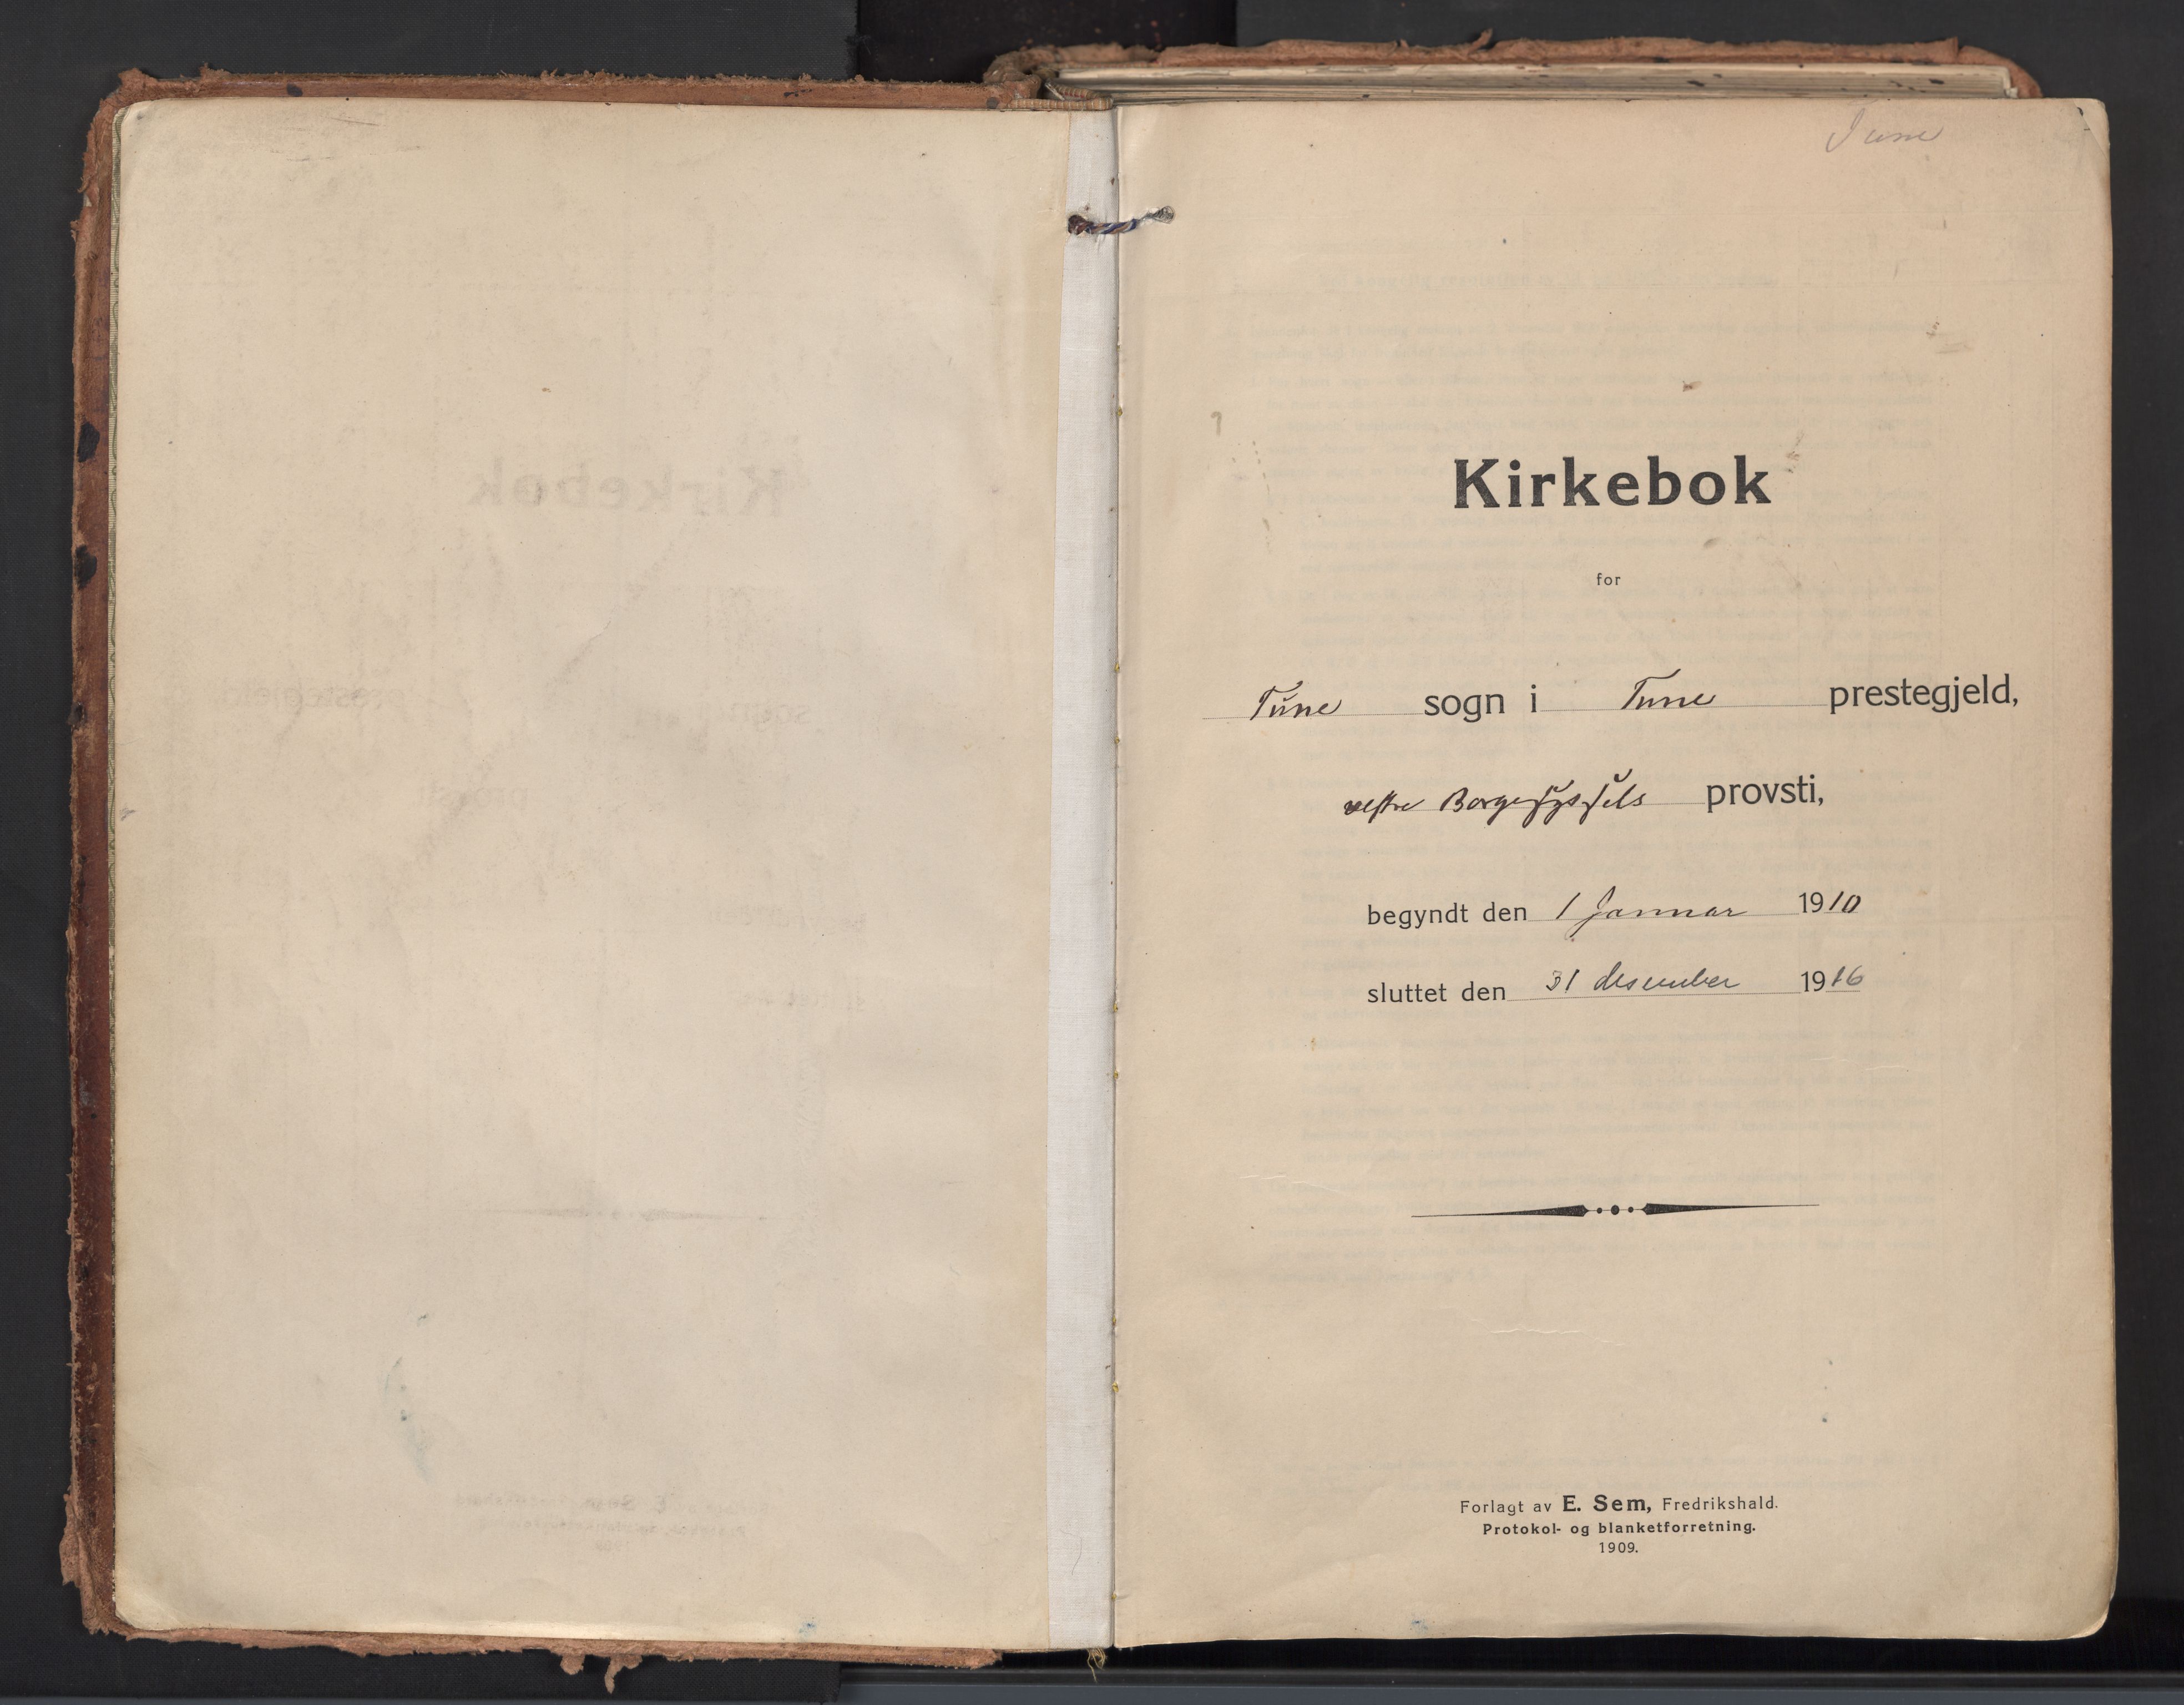 Tune
Kirkebok
for
Tune sogn i Tune prestegjeld,
vestre Borgesyssels provsti,
begyndt den 1 Januar 1910
sluttet den 31 desember 1916
Forlagt av E. Sem, Fredrikshald.
Protokol- og blanketforretning.
1909.